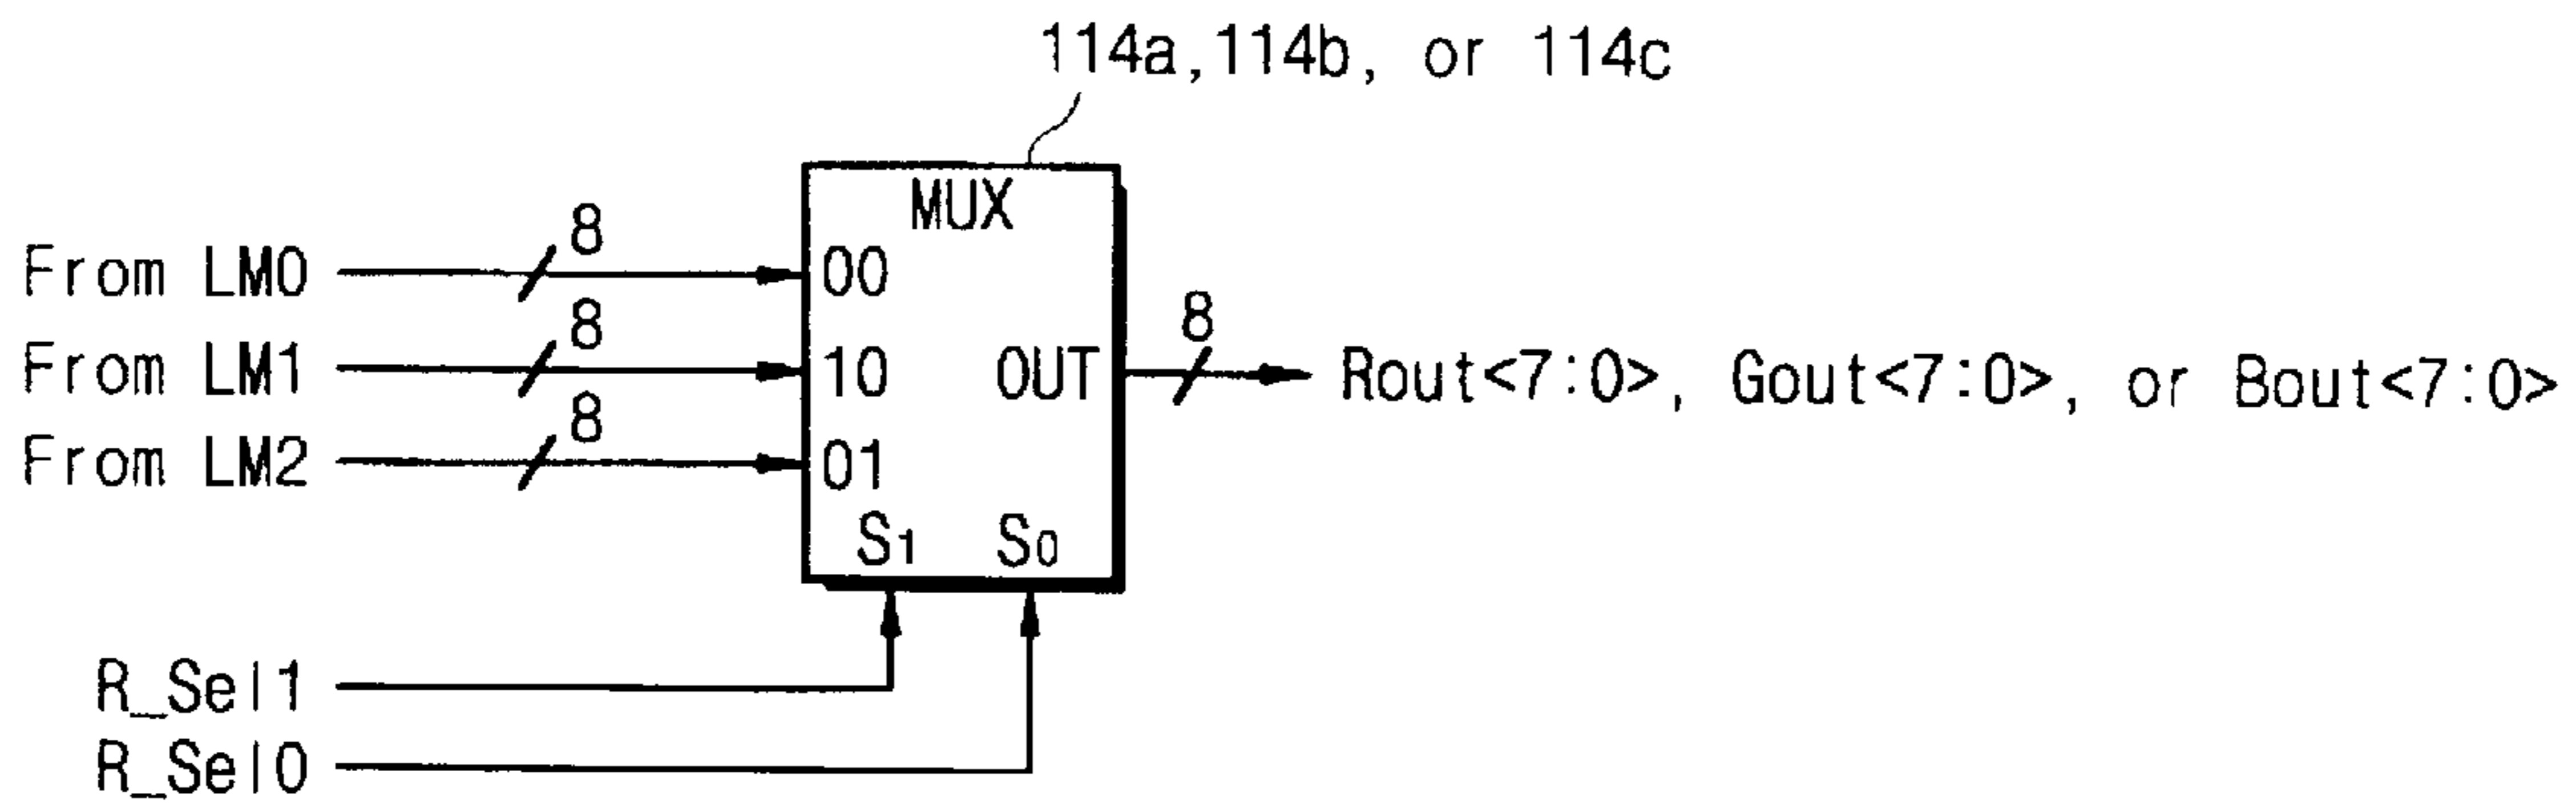 114a,114b, or 114c
MUX
From LM0 8 00
From LM1 8 10 OUT 8 Rout<7:0>, Gout<7:0>, or Bout<7:0>
From LM2 8 01
S1 S0
R_Sel1
R_Sel0